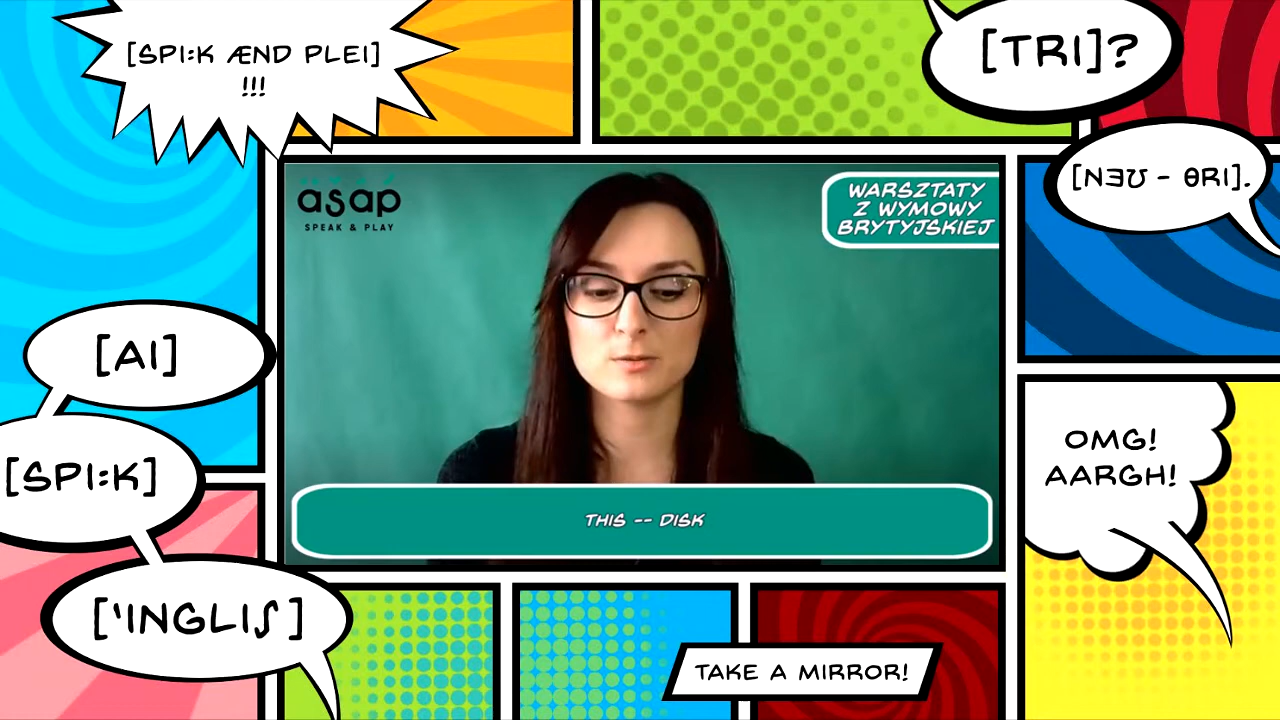 [SPI:K ÆND PLEI]
!!!
[TRI]?
[NƎƱ - θRI].
asap
SPEAK & PLAY
WARSZTATY
Z WYMOWY
BRYTYJSKIEJ
[AI]
[SPI:K]
['INGLIʃ]
OMG!
AARGH!
THIS -- DISK
TAKE A MIRROR!